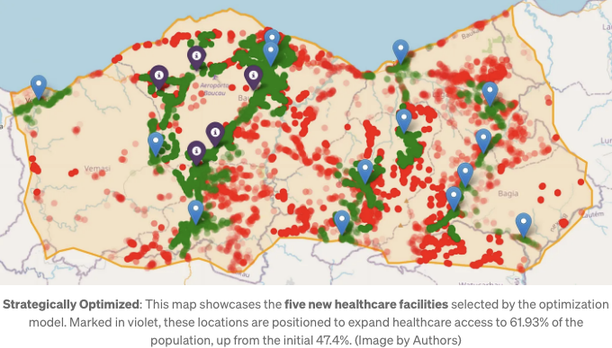 Aeroporto
Baucau
Ba
Vemasi
Bagia
Strategically Optimized: This map showcases the five new healthcare facilities selected by the optimization
model. Marked in violet, these locations are positioned to expand healthcare access to 61.93% of the
population, up from the initial 47.4%. (Image by Authors)